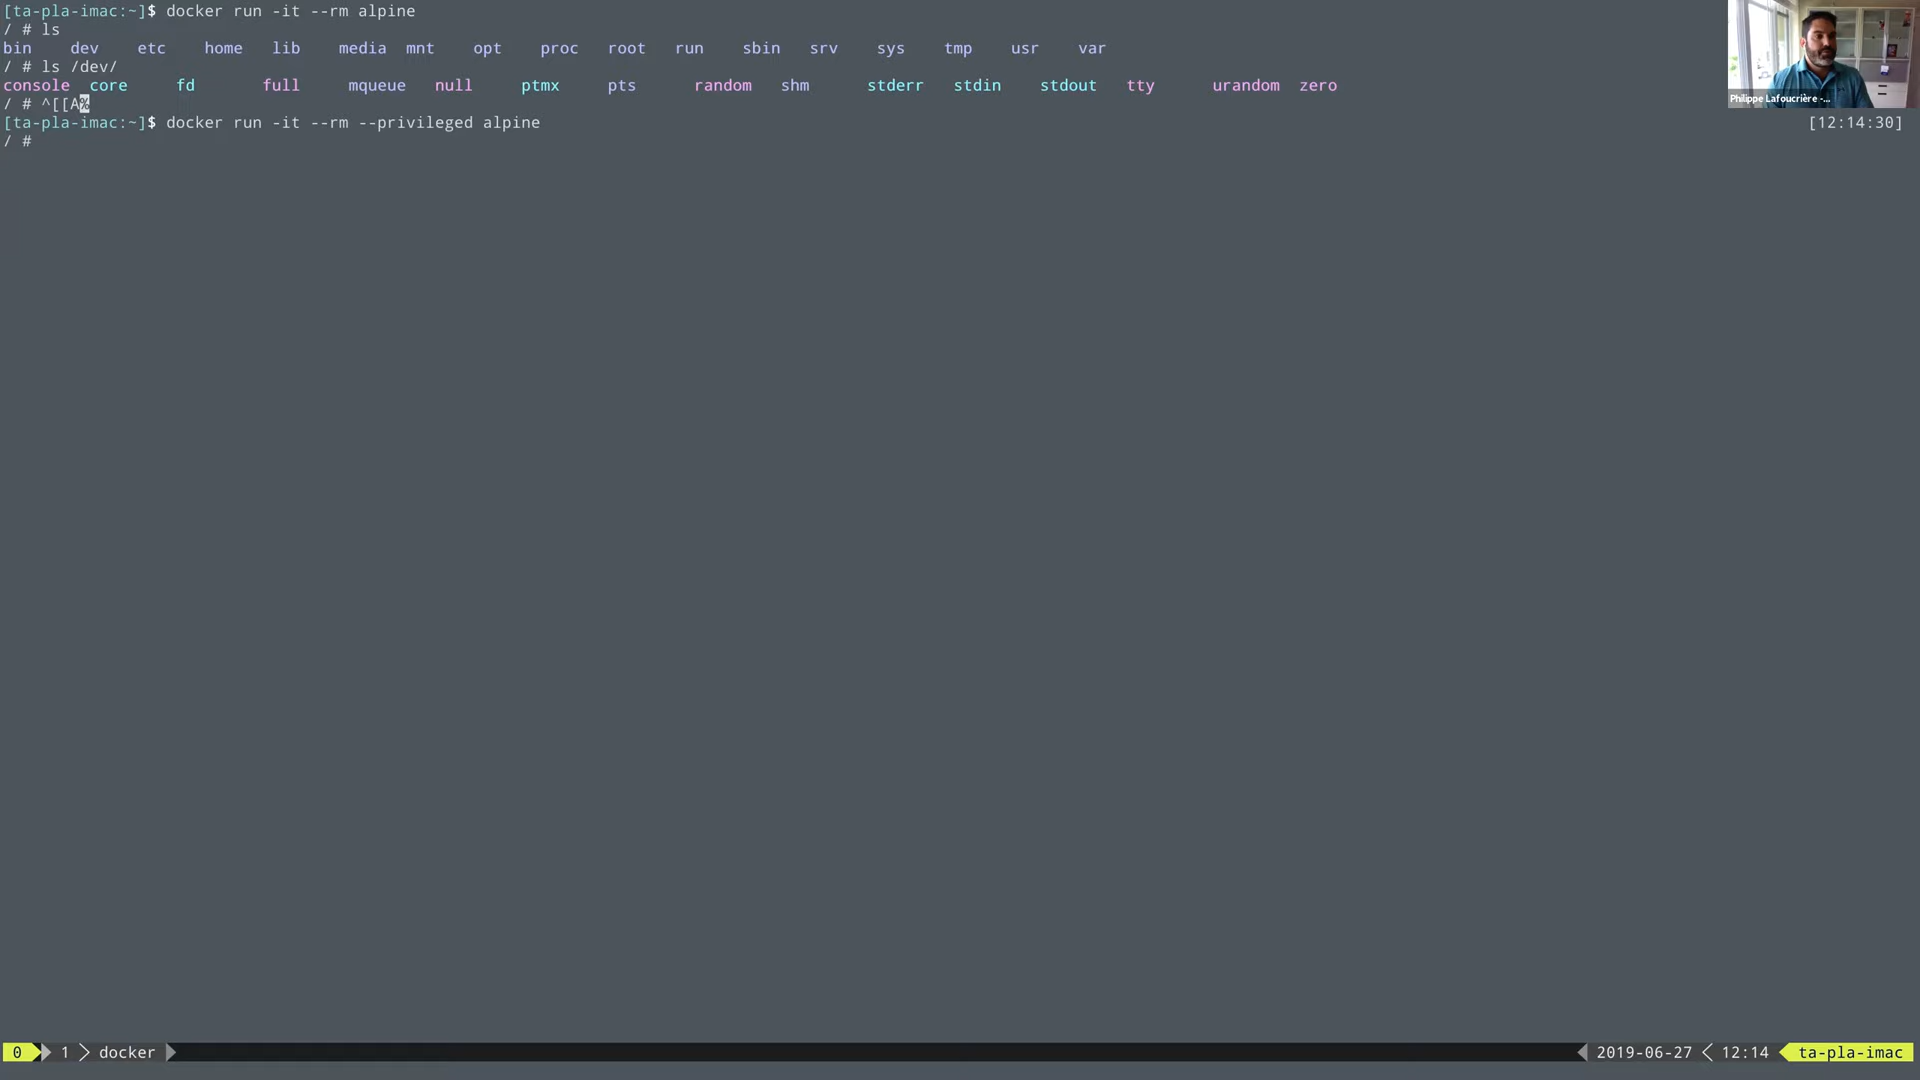 [ta-pla-imac:~]$ docker run -it --rm alpine
/ # ls
bin dev etc home lib media mnt opt proc root run sbin srv sys tmp usr var
/ # ls /dev/
console core fd full mqueue null ptmx pts random shm stderr stdin stdout tty urandom zero
/ # ^[[A%
[ta-pla-imac:~]$ docker run -it --rm --privileged alpine [12:14:30]
/ #
Philippe Lafoucrière -...
0 1 docker 2019-06-27 12:14 ta-pla-imac